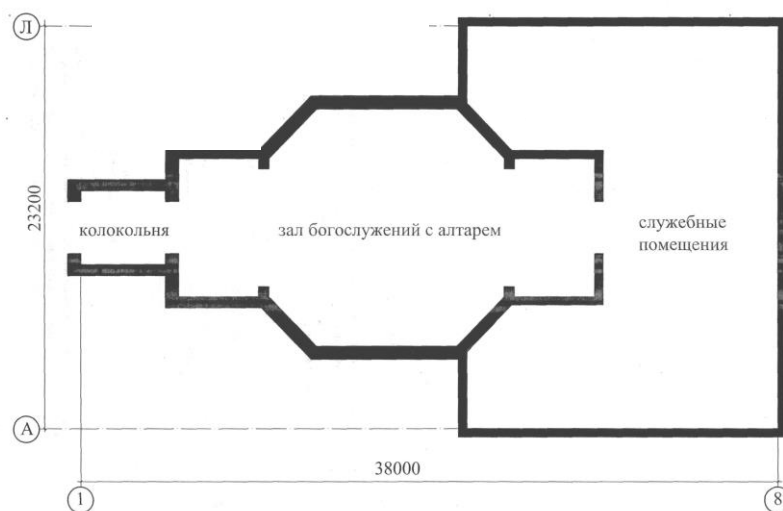 Л
23200
колокольня
зал богослужений с алтарем
служебные
помещения
А
38000
1
8